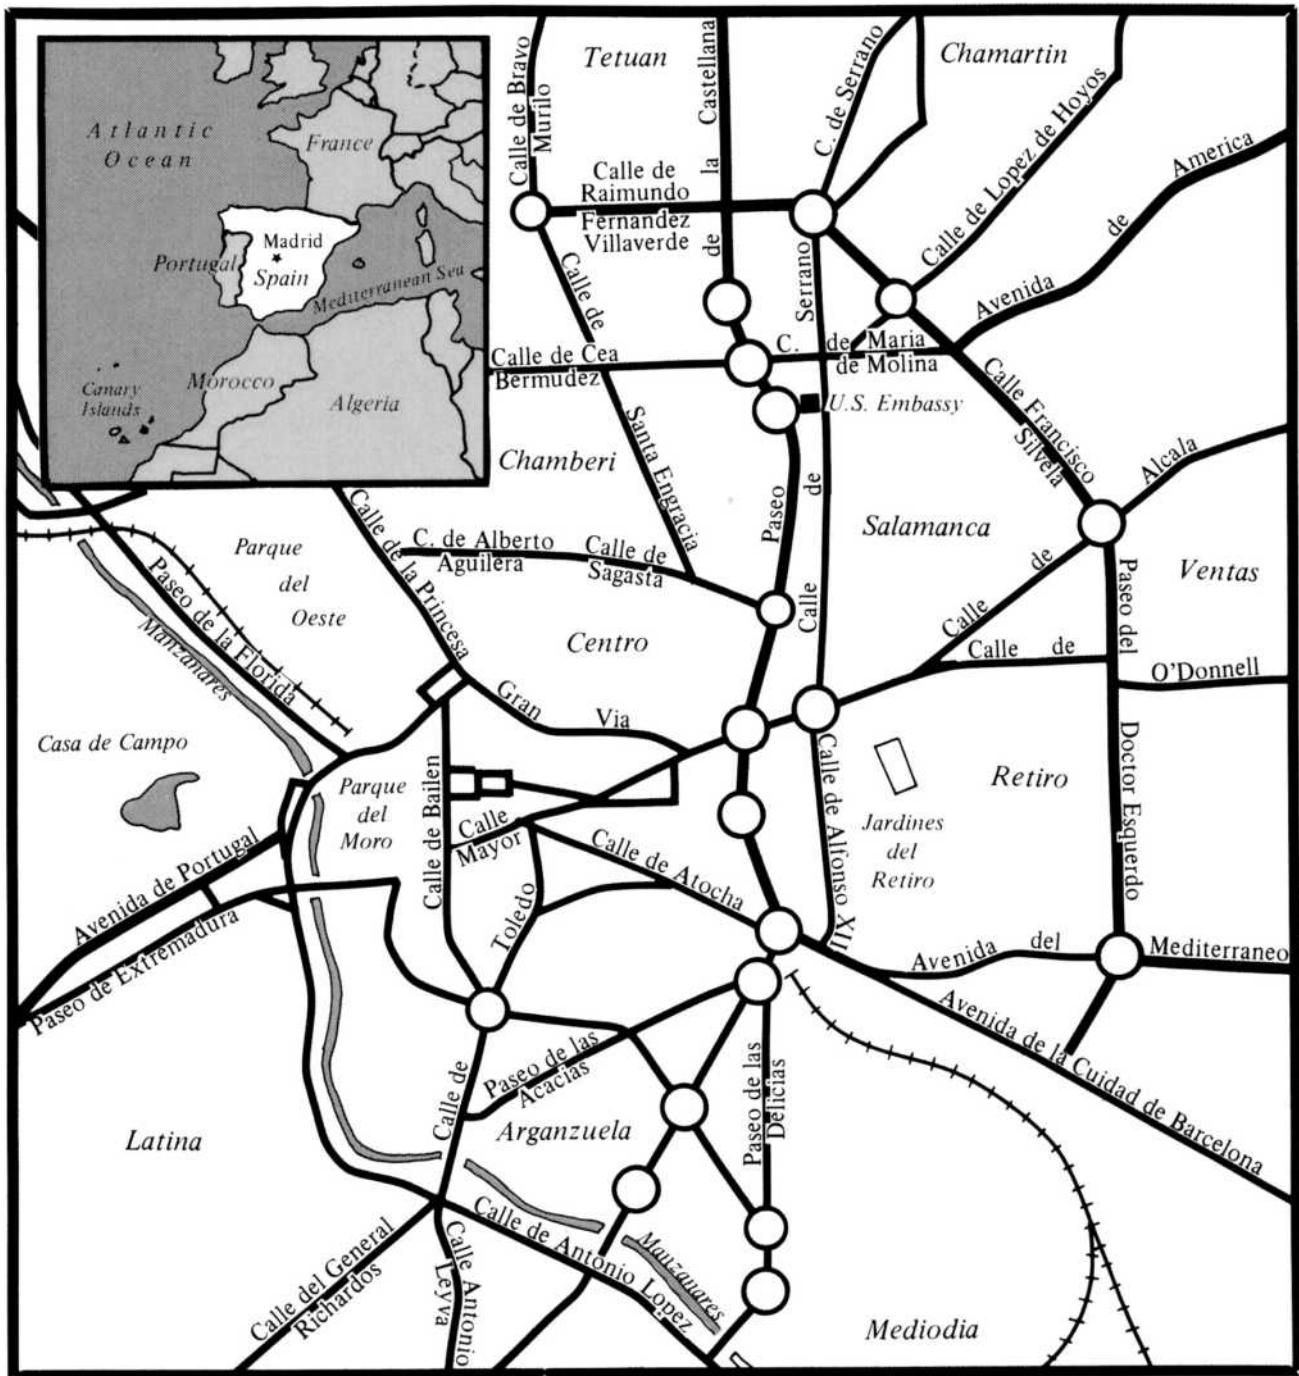 Atlantic
Ocean
France
Portugal
Madrid
Spain
Mediterranean Sea
Canary
Islands
Morocco
Algeria
Tetuan
Chamartin
Calle de Bravo
Murilo
Paseo de la Castellana
C. de Serrano
Calle de Lopez de Hoyos
Avenida de America
Calle de
Raimundo
Fernandez
Villaverde
Calle de Santa Engracia
Calle de Serrano
Calle de Cea
Bermudez
C. de Maria
de Molina
U.S. Embassy
Calle Francisco
Silvella
Chamberi
Salamanca
Calle de Alcala
Ventas
Calle de la Princesa
C. de Alberto
Aguilera
Calle de
Sagasta
Parque
del
Oeste
Paseo de la Florida
Manzanares
Centro
Calle de O'Donnell
Paseo del Doctor Esquerdo
Gran Via
Casa de Campo
Parque
del
Moro
Calle de Bailen
Calle
Mayor
Calle de Atocha
Calle de Alfonso XII
Jardines
del
Retiro
Retiro
Avenida de Portugal
Paseo de Extremadura
Calle de Toledo
Avenida del Mediterraneo
Avenida de la Cuidad de Barcelona
Paseo de las
Acacias
Paseo de las
Delicias
Latina
Arganzuela
Calle del General
Richardos
Calle Antonio
Leyva
Calle de Antonio Lopez
Manzanares
Mediodia